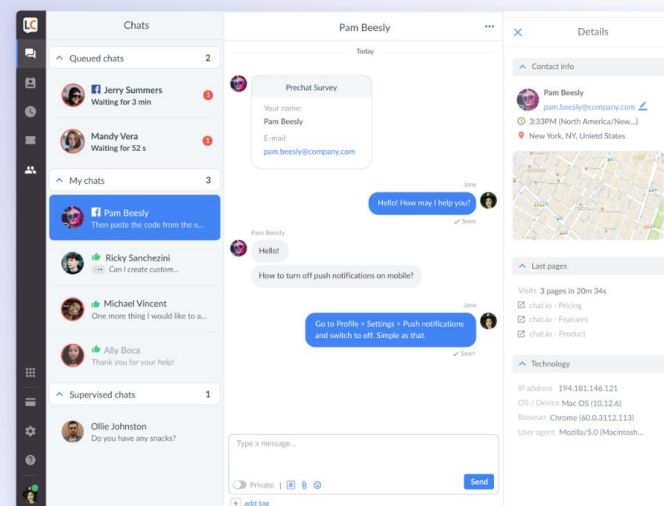 LC
Chats
Queued chats 2
Jerry Summers
Waiting for 3 min
1
Mandy Vera
Waiting for 52 s
1
My chats 3
Pam Beesly
Then paste the code from the e...
Ricky Sanchezini
Can I create custom...
Michael Vincent
One more thing I would like to a...
Ally Boca
Thank you for your help!
Supervised chats 1
Ollie Johnston
Do you have any snacks?
Pam Beesly
Today
Prechat Survey
Your name:
Pam Beesly
E-mail:
pam.beesly@company.com
Jane
Hello! How may I help you?
Seen
Pam Beesly
Hello!
How to turn off push notifications on mobile?
Jane
Go to Profile > Settings > Push notifications
and switch to off. Simple as that.
Seen
Type a message...
Private | #
Send
+ add tag
Details
Contact info
Pam Beesly
pam.beesly@company.com
3:33PM (North America/New...)
New York, NY, Unietd States
Last pages
Visits 3 pages in 20m 34s
chat.io - Pricing
chat.io - Features
chat.io - Product
Technology
IP address 194.181.146.121
OS / Device Mac OS (10.12.6)
Browser Chrome (60.0.3112.113)
User agent Mozilla/5.0 (Macintosh...